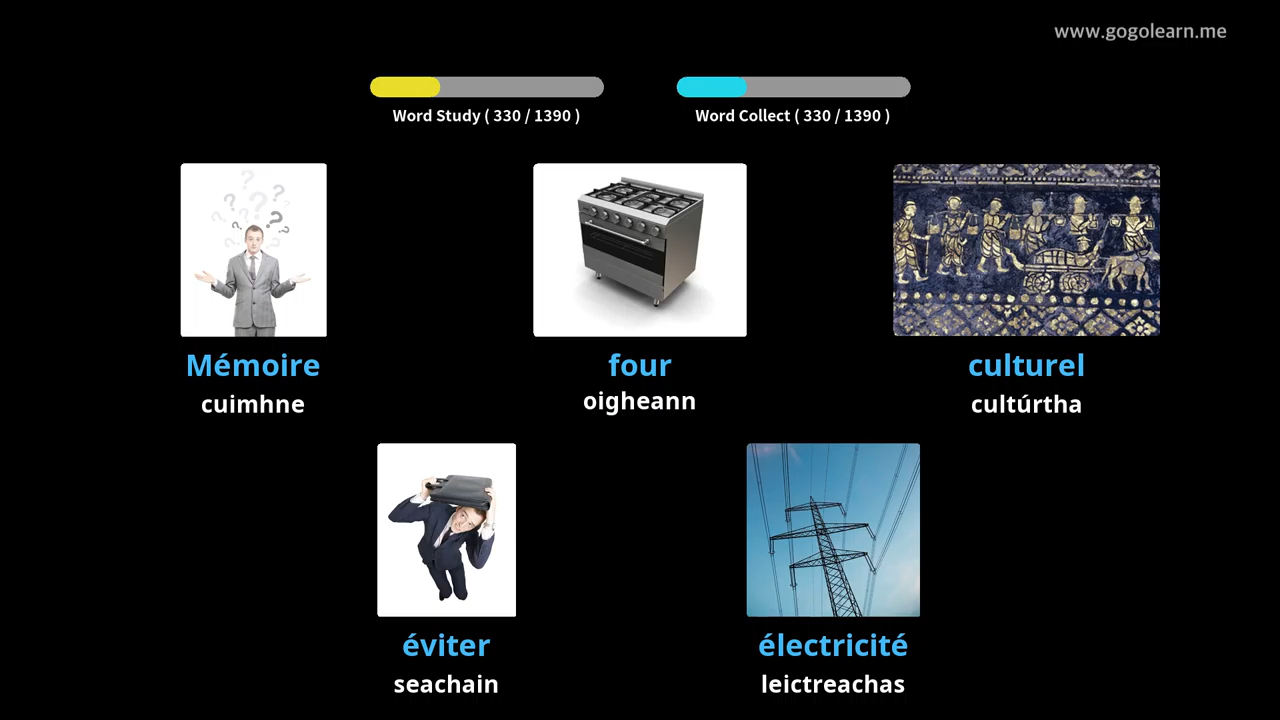 www.gogolearn.me
Word Study ( 330 / 1390 )
Word Collect ( 330 / 1390 )
Mémoire
cuimhne
four
oigheann
culturel
cultúrtha
éviter
seachain
électricité
leictreachas